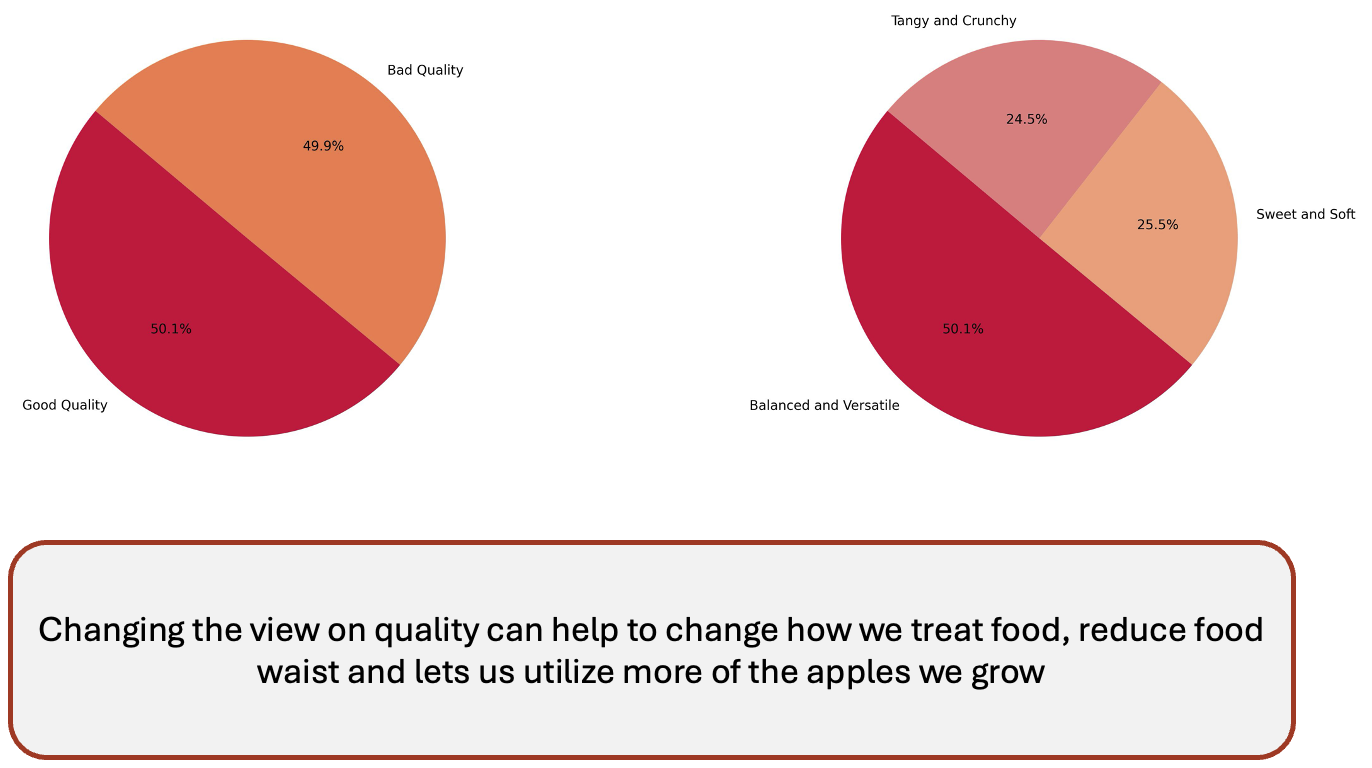 Bad Quality
49.9%
50.1%
Good Quality
Tangy and Crunchy
24.5%
Sweet and Soft
25.5%
50.1%
Balanced and Versatile
Changing the view on quality can help to change how we treat food, reduce food
waist and lets us utilize more of the apples we grow